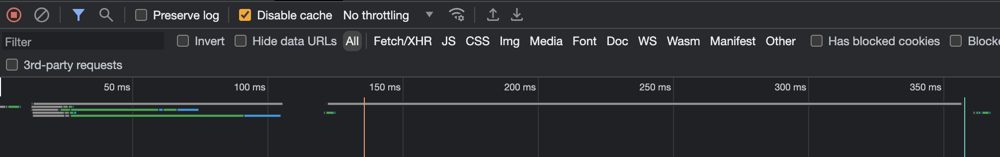 Preserve log Disable cache No throttling
Filter Invert Hide data URLs All Fetch/XHR JS CSS Img Media Font Doc WS Wasm Manifest Other Has blocked cookies Blocke
3rd-party requests
50 ms 100 ms 150 ms 200 ms 250 ms 300 ms 350 ms